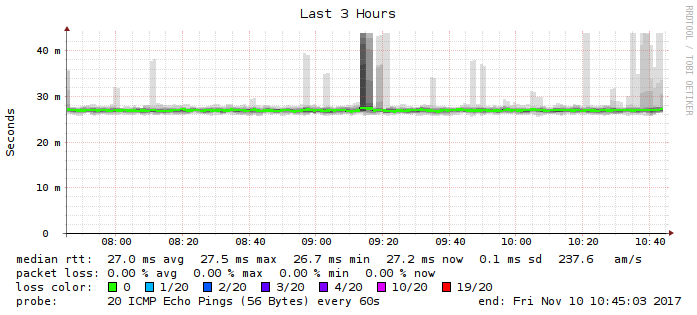 Last 3 Hours
RRDTOOL / TOBI OETIKER
Seconds
40 m
30 m
20 m
10 m
0
08:00 08:20 08:40 09:00 09:20 09:40 10:00 10:20 10:40
median rtt: 27.0 ms avg 27.5 ms max 26.7 ms min 27.2 ms now 0.1 ms sd 237.6 am/s
packet loss: 0.00 % avg 0.00 % max 0.00 % min 0.00 % now
loss color: 0 1/20 2/20 3/20 4/20 10/20 19/20
probe: 20 ICMP Echo Pings (56 Bytes) every 60s end: Fri Nov 10 10:45:03 2017